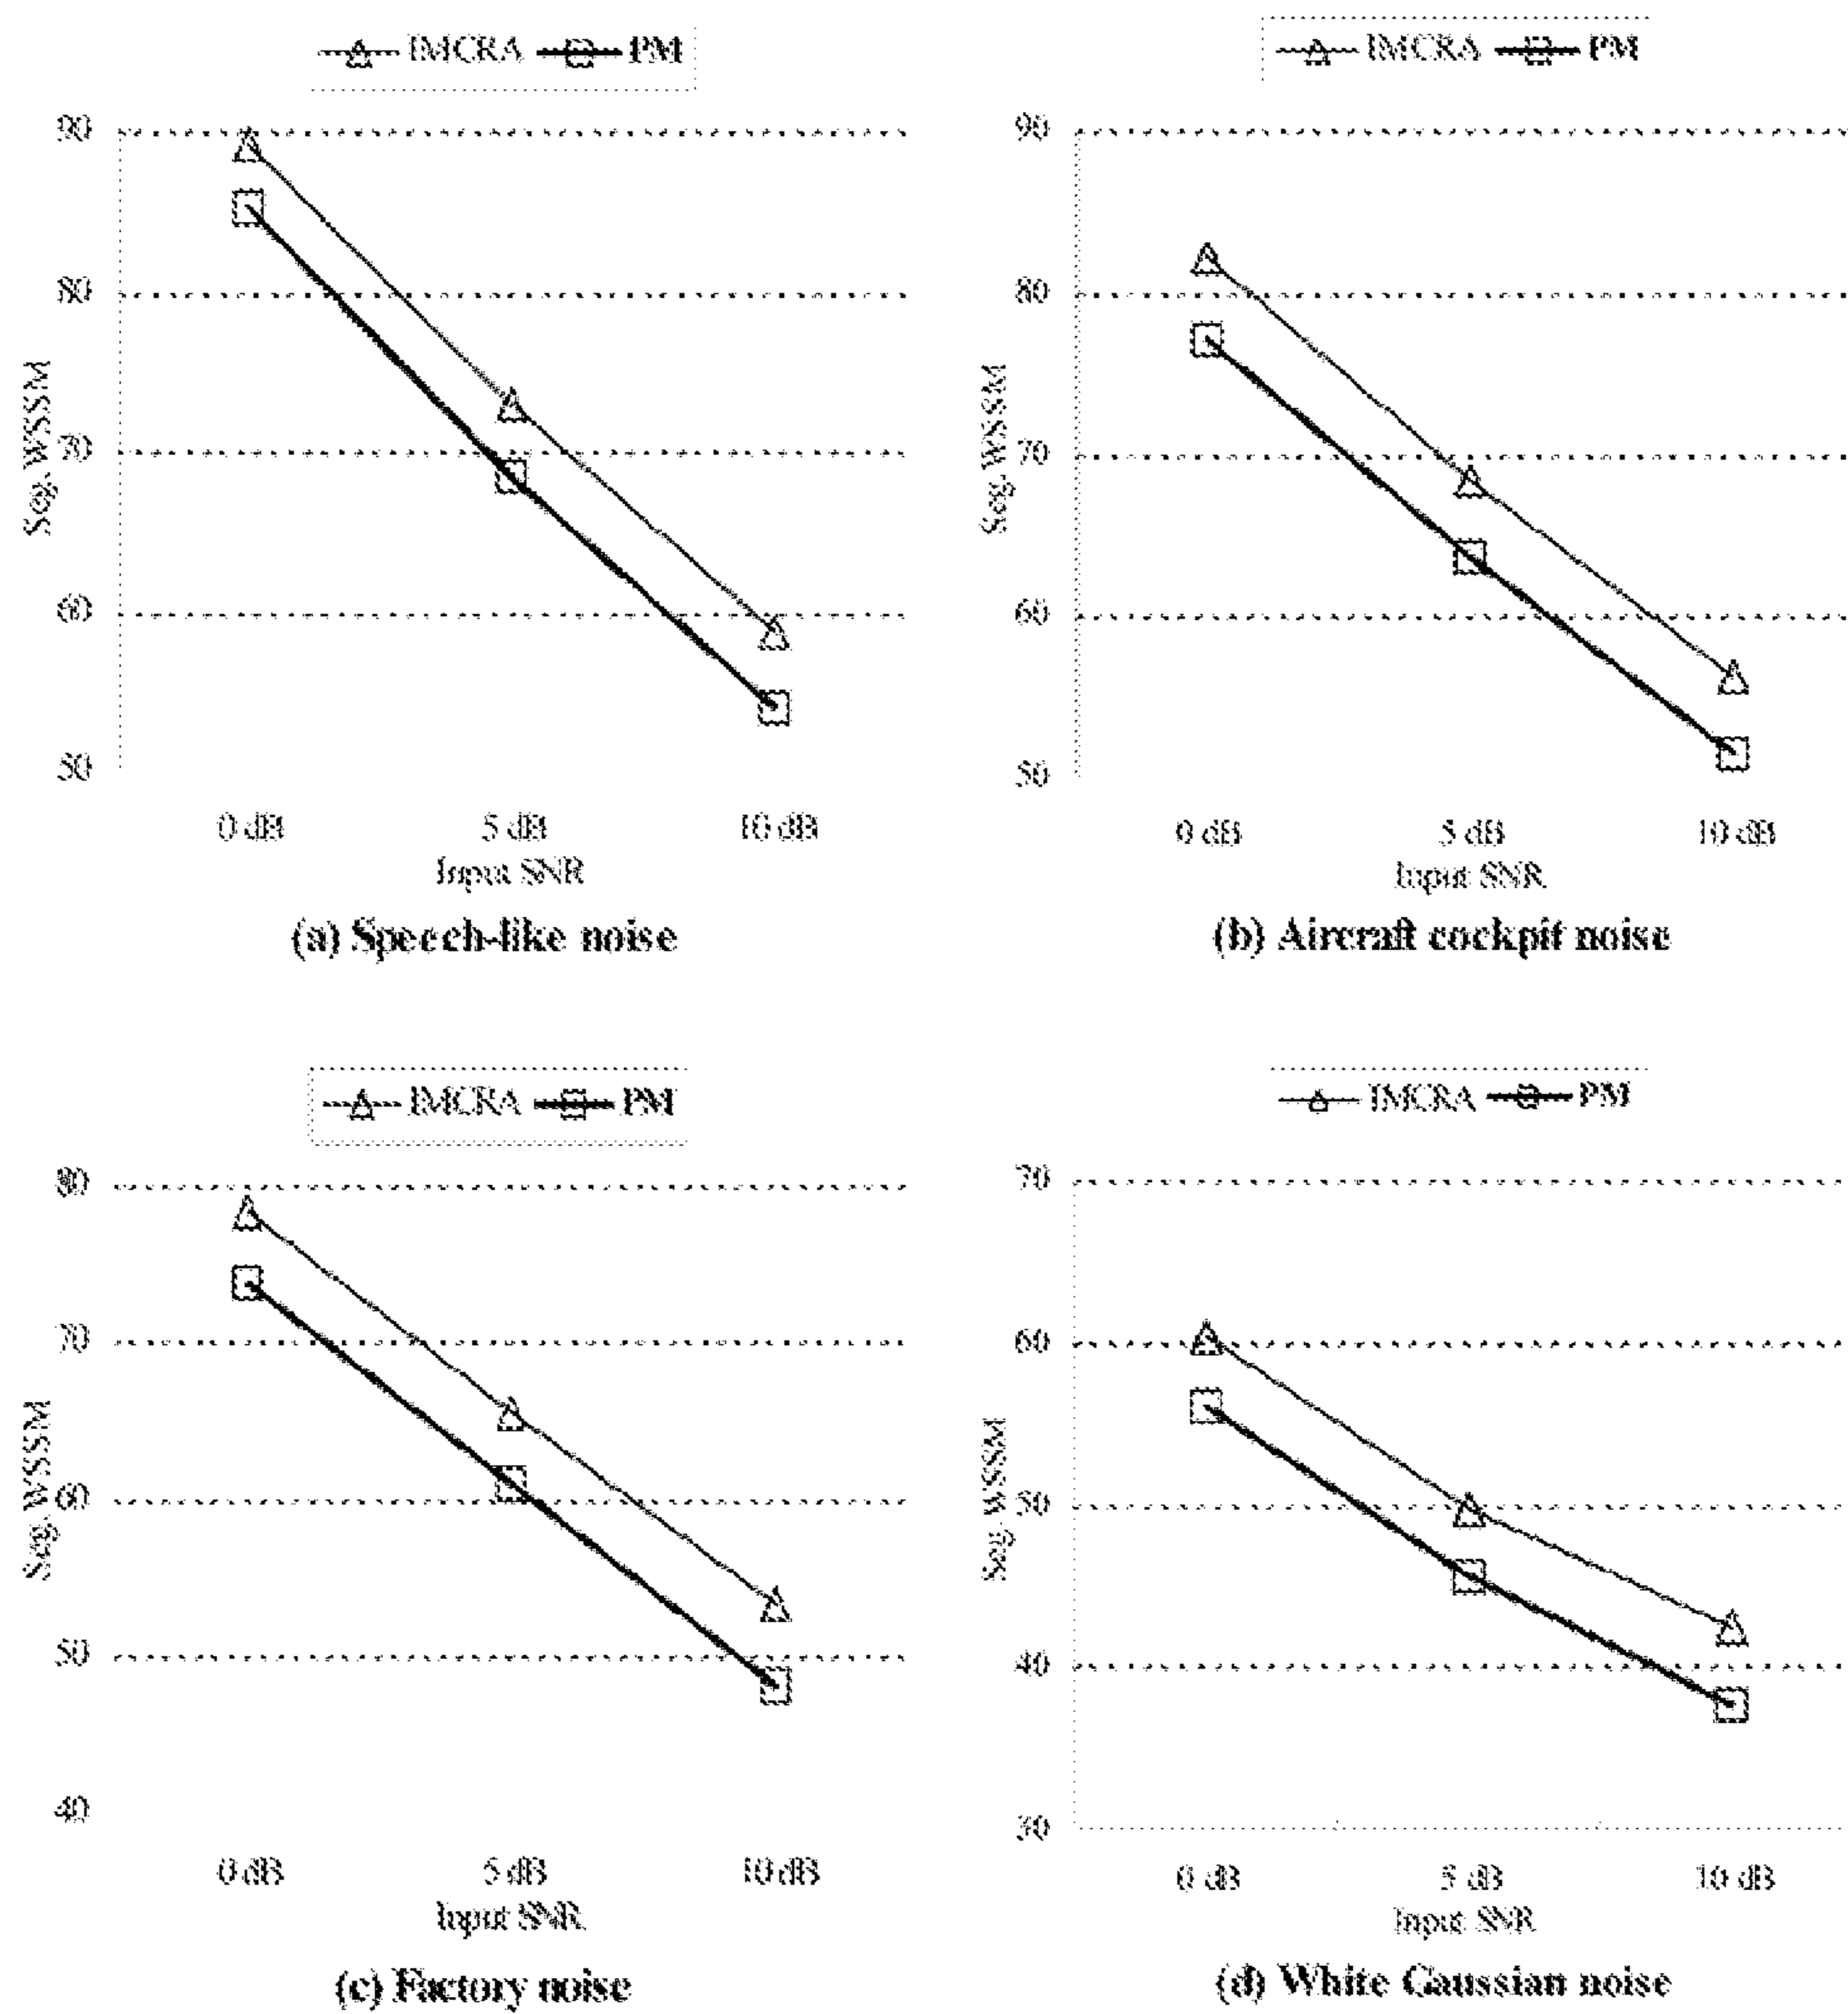 IMCRA PM
90
80
70
60
50
Seg. WSSM
0 dB 5 dB 10 dB
Input SNR
(a) Speech-like noise
IMCRA PM
90
80
70
60
50
Seg. WSSM
0 dB 5 dB 10 dB
Input SNR
(b) Aircraft cockpit noise
IMCRA PM
80
70
60
50
40
Seg. WSSM
0 dB 5 dB 10 dB
Input SNR
(c) Factory noise
IMCRA PM
70
60
50
40
30
Seg. WSSM
0 dB 5 dB 10 dB
Input SNR
(d) White Gaussian noise